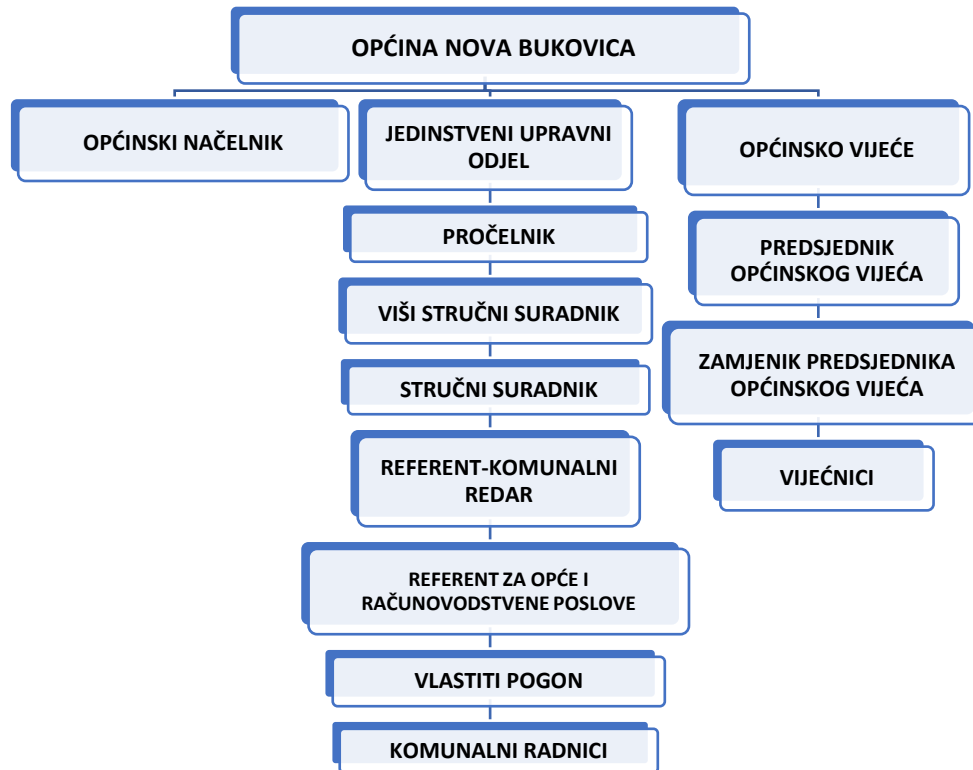 OPĆINA NOVA BUKOVICA
OPĆINSKI NAČELNIK
JEDINSTVENI UPRAVNI
ODJEL
PROČELNIK
VIŠI STRUČNI SURADNIK
STRUČNI SURADNIK
REFERENT-KOMUNALNI
REDAR
REFERENT ZA OPĆE I
RAČUNOVODSTVENE POSLOVE
VLASTITI POGON
KOMUNALNI RADNICI
OPĆINSKO VIJEĆE
PREDSJEDNIK
OPĆINSKOG VIJEĆA
ZAMJENIK PREDSJEDNIKA
OPĆINSKOG VIJEĆA
VIJEĆNICI